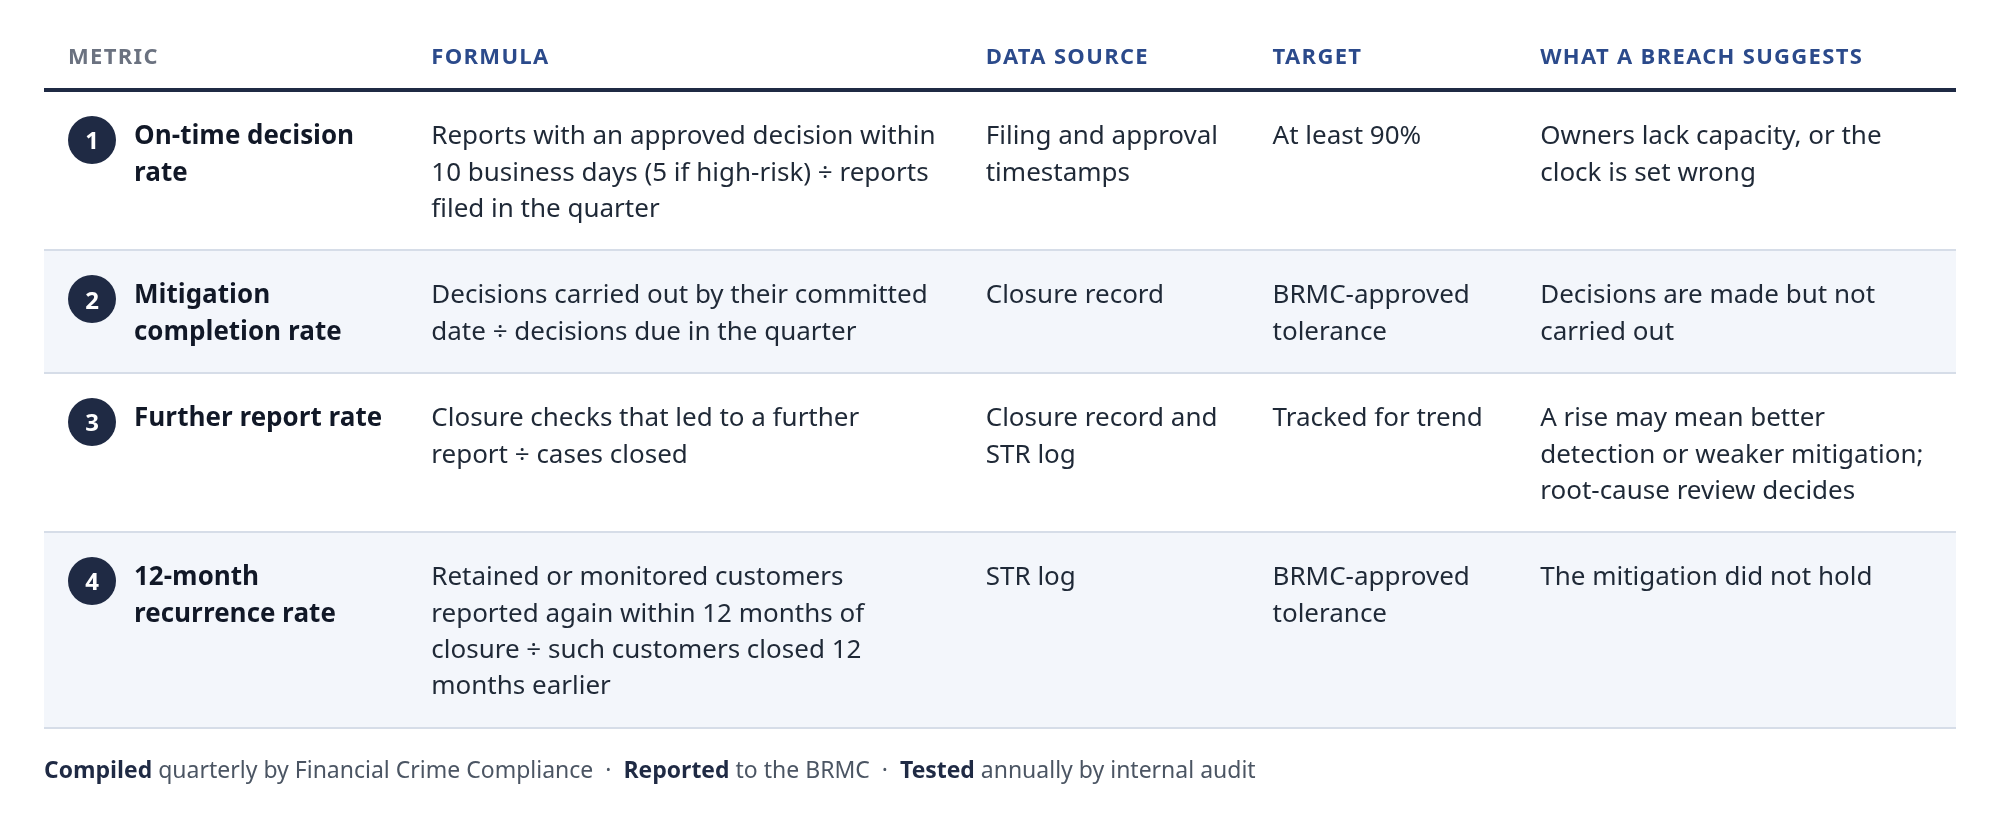 METRIC FORMULA DATA SOURCE TARGET WHAT A BREACH SUGGESTS
1 On-time decision Reports with an approved decision within Filing and approval At least 90% Owners lack capacity, or the
rate 10 business days (5 if high-risk) ÷ reports timestamps clock is set wrong
filed in the quarter
2 Mitigation Decisions carried out by their committed Closure record BRMC-approved Decisions are made but not
completion rate date ÷ decisions due in the quarter tolerance carried out
3 Further report rate Closure checks that led to a further Closure record and Tracked for trend A rise may mean better
report ÷ cases closed STR log detection or weaker mitigation;
root-cause review decides
4 12-month Retained or monitored customers STR log BRMC-approved The mitigation did not hold
recurrence rate reported again within 12 months of tolerance
closure ÷ such customers closed 12
months earlier
Compiled quarterly by Financial Crime Compliance · Reported to the BRMC · Tested annually by internal audit